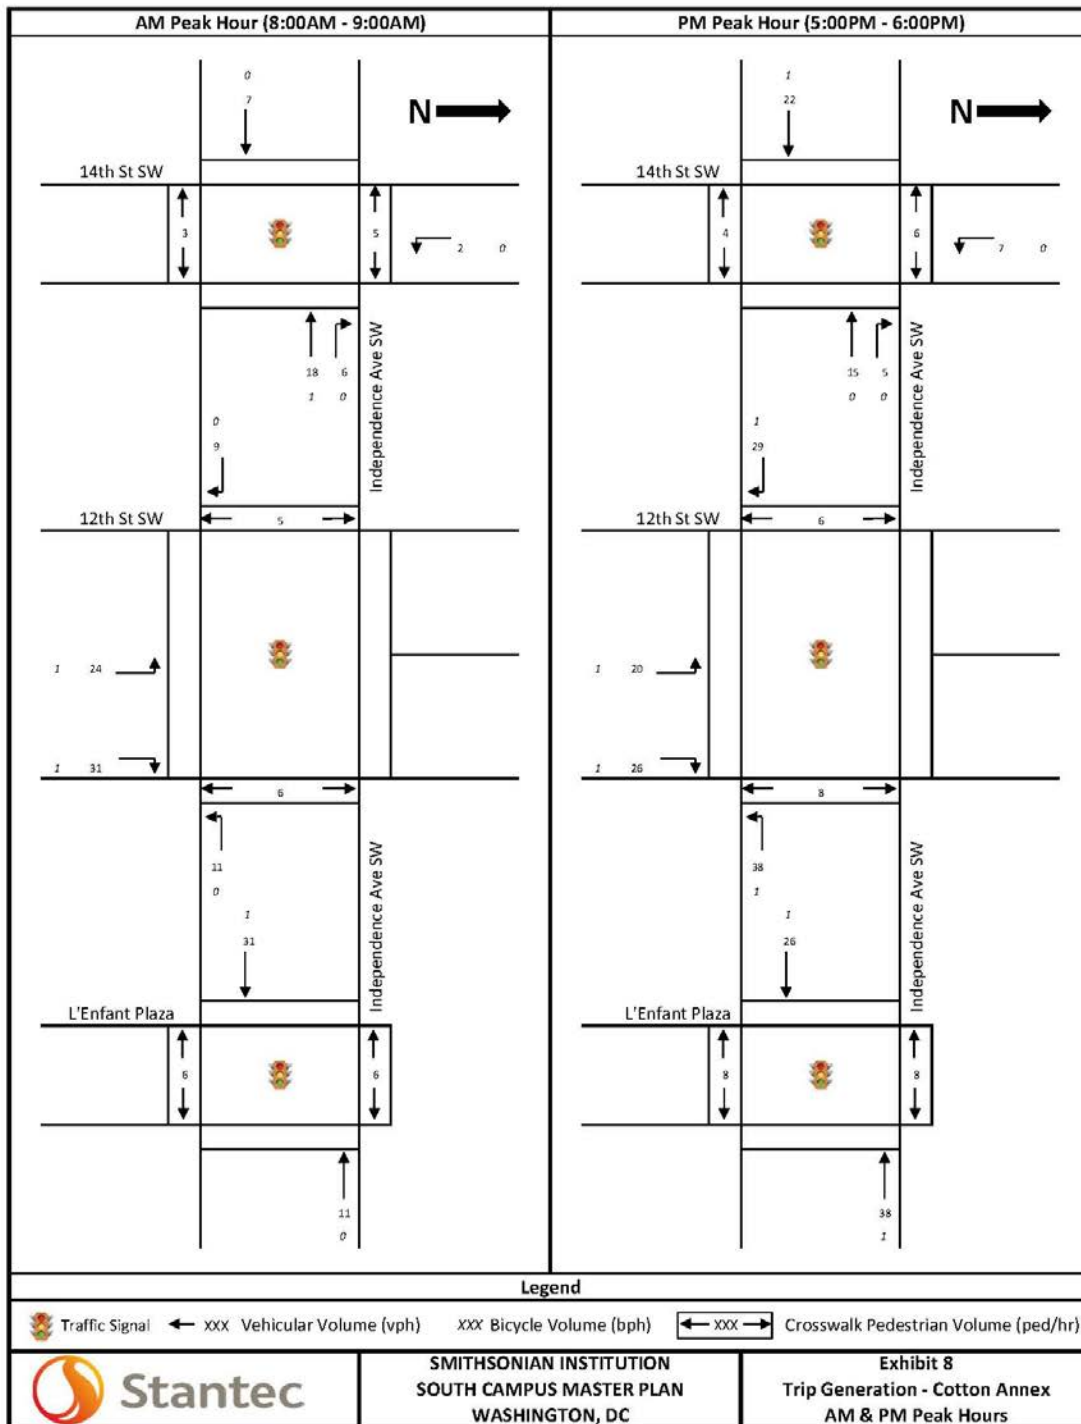 AM Peak Hour (8:00AM - 9:00AM)
0
7
N
14th St SW
3
5
2 0
18 6
1 0
Independence Ave SW
0
9
12th St SW
5
1 24
1 31
6
11
0
Independence Ave SW
1
31
L'Enfant Plaza
6
6
11
0
PM Peak Hour (5:00PM - 6:00PM)
1
22
N
14th St SW
4
6
7 0
15 5
0 0
Independence Ave SW
1
29
12th St SW
6
1 20
1 26
8
38
1
Independence Ave SW
1
26
L'Enfant Plaza
8
8
38
1
Legend
Traffic Signal
XXX Vehicular Volume (vph)
XXX Bicycle Volume (bph)
XXX Crosswalk Pedestrian Volume (ped/hr)
Stantec
SMITHSONIAN INSTITUTION
SOUTH CAMPUS MASTER PLAN
WASHINGTON, DC
Exhibit 8
Trip Generation - Cotton Annex
AM & PM Peak Hours